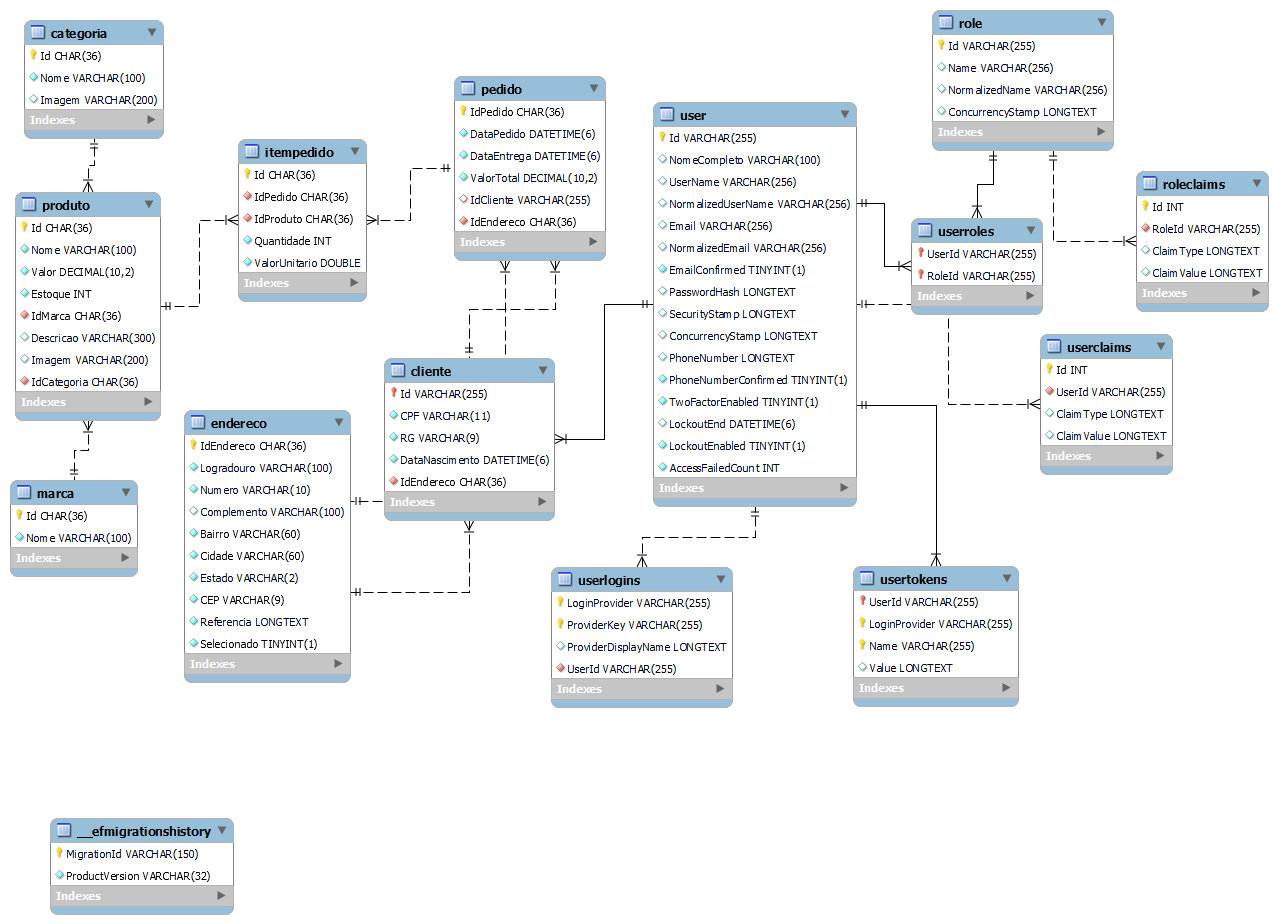 categoria
Id CHAR(36)
Nome VARCHAR(100)
Imagem VARCHAR(200)
Indexes
produto
Id CHAR(36)
Nome VARCHAR(100)
Valor DECIMAL(10,2)
Estoque INT
IdMarca CHAR(36)
Descricao VARCHAR(300)
Imagem VARCHAR(200)
IdCategoria CHAR(36)
Indexes
marca
Id CHAR(36)
Nome VARCHAR(100)
Indexes
itempedido
Id CHAR(36)
IdPedido CHAR(36)
IdProduto CHAR(36)
Quantidade INT
ValorUnitario DOUBLE
Indexes
pedido
IdPedido CHAR(36)
DataPedido DATETIME(6)
DataEntrega DATETIME(6)
ValorTotal DECIMAL(10,2)
IdCliente VARCHAR(255)
IdEndereco CHAR(36)
Indexes
cliente
Id VARCHAR(255)
CPF VARCHAR(11)
RG VARCHAR(9)
DataNascimento DATETIME(6)
IdEndereco CHAR(36)
Indexes
endereco
IdEndereco CHAR(36)
Logradouro VARCHAR(100)
Numero VARCHAR(10)
Complemento VARCHAR(100)
Bairro VARCHAR(60)
Cidade VARCHAR(60)
Estado VARCHAR(2)
CEP VARCHAR(9)
Referencia LONGTEXT
Selecionado TINYINT(1)
Indexes
user
Id VARCHAR(255)
NomeCompleto VARCHAR(100)
UserName VARCHAR(256)
NormalizedUserName VARCHAR(256)
Email VARCHAR(256)
NormalizedEmail VARCHAR(256)
EmailConfirmed TINYINT(1)
PasswordHash LONGTEXT
SecurityStamp LONGTEXT
ConcurrencyStamp LONGTEXT
PhoneNumber LONGTEXT
PhoneNumberConfirmed TINYINT(1)
TwoFactorEnabled TINYINT(1)
LockoutEnd DATETIME(6)
LockoutEnabled TINYINT(1)
AccessFailedCount INT
Indexes
role
Id VARCHAR(255)
Name VARCHAR(256)
NormalizedName VARCHAR(256)
ConcurrencyStamp LONGTEXT
Indexes
roleclaims
Id INT
RoleId VARCHAR(255)
ClaimType LONGTEXT
ClaimValue LONGTEXT
Indexes
userroles
UserId VARCHAR(255)
RoleId VARCHAR(255)
Indexes
userclaims
Id INT
UserId VARCHAR(255)
ClaimType LONGTEXT
ClaimValue LONGTEXT
Indexes
userlogins
LoginProvider VARCHAR(255)
ProviderKey VARCHAR(255)
ProviderDisplayName LONGTEXT
UserId VARCHAR(255)
Indexes
usertokens
UserId VARCHAR(255)
LoginProvider VARCHAR(255)
Name VARCHAR(255)
Value LONGTEXT
Indexes
__efmigrationshistory
MigrationId VARCHAR(150)
ProductVersion VARCHAR(32)
Indexes